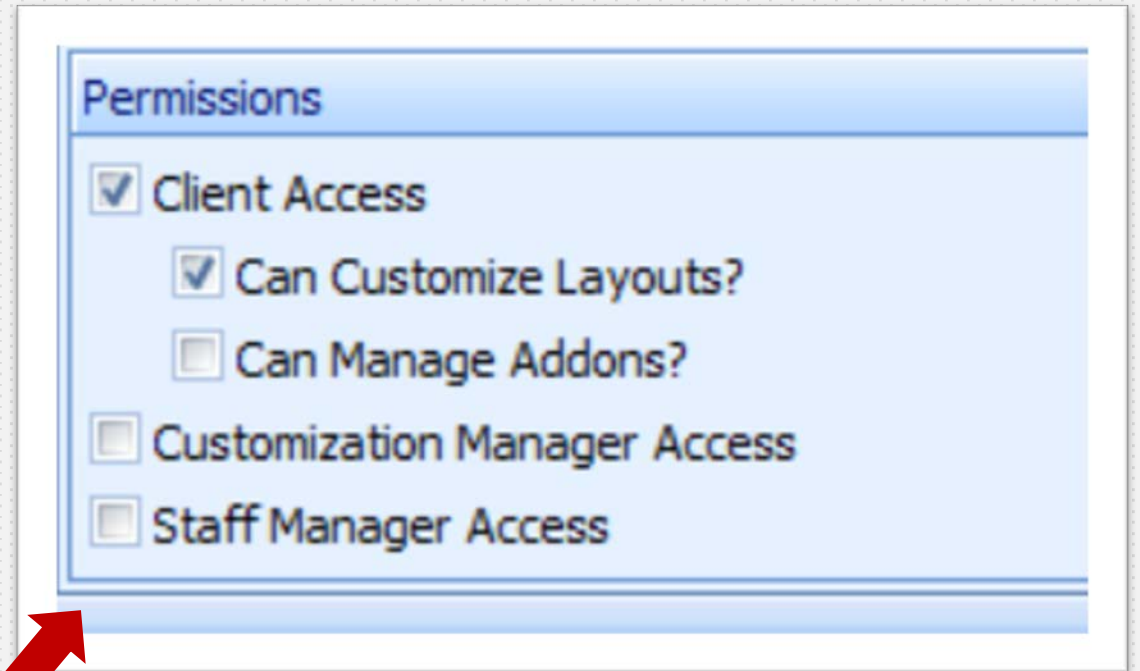 Permissions
Client Access
Can Customize Layouts?
Can Manage Addons?
Customization Manager Access
Staff Manager Access